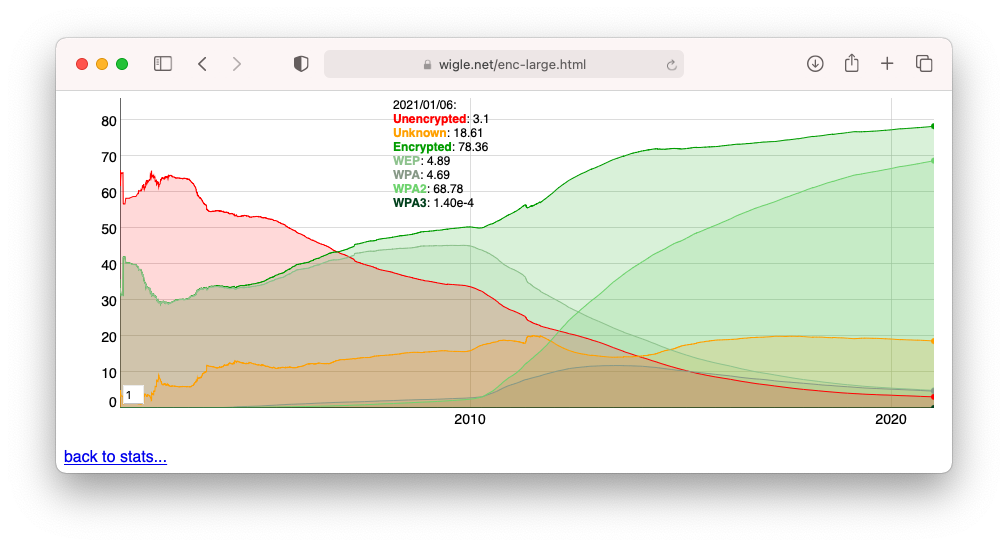 wigle.net/enc-large.html
2021/01/06:
Unencrypted: 3.1
Unknown: 18.61
Encrypted: 78.36
WEP: 4.89
WPA: 4.69
WPA2: 68.78
WPA3: 1.40e-4
80
70
60
50
40
30
20
10
0
1
2010
2020
back to stats...